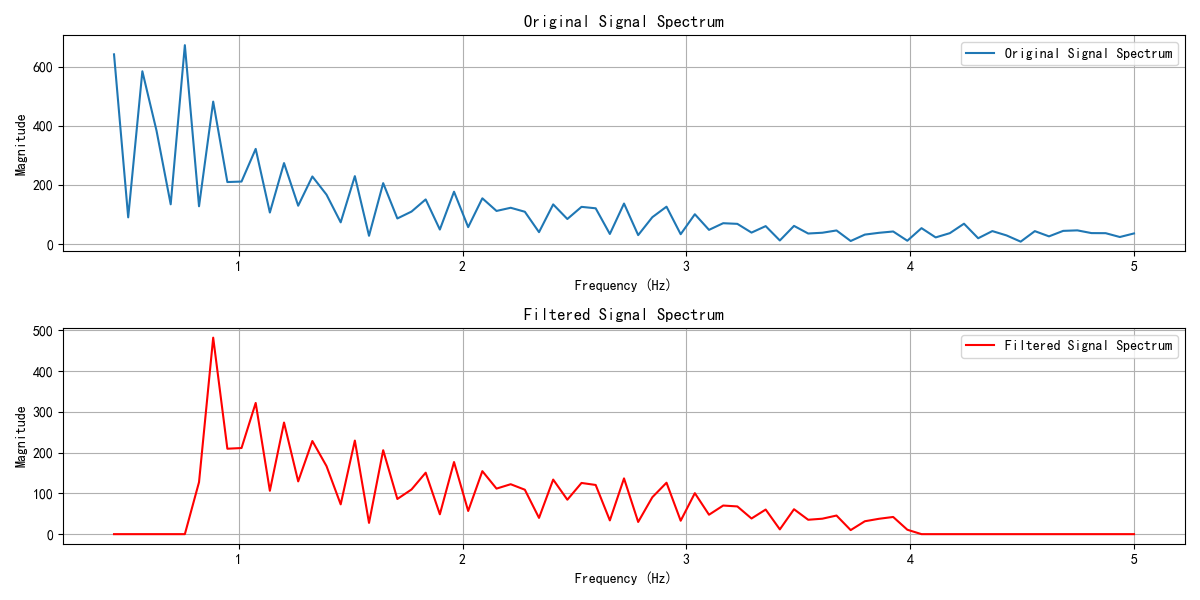 Original Signal Spectrum
Original Signal Spectrum
Magnitude
600
400
200
0
1 2 3 4 5
Frequency (Hz)
Filtered Signal Spectrum
Filtered Signal Spectrum
Magnitude
500
400
300
200
100
0
1 2 3 4 5
Frequency (Hz)